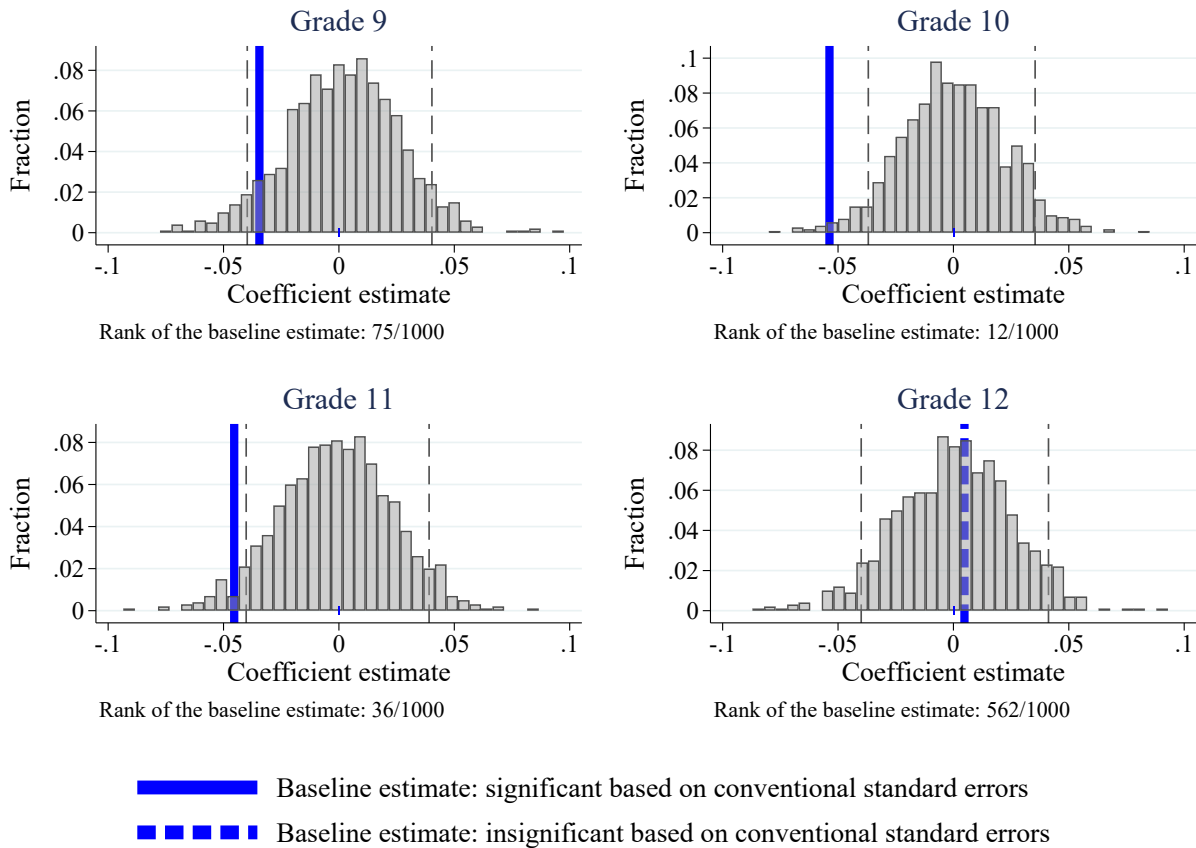 Grade 9
Fraction
.08
.06
.04
.02
0
-.1 -.05 0 .05 .1
Coefficient estimate
Rank of the baseline estimate: 75/1000
Grade 10
Fraction
.1
.08
.06
.04
.02
0
-.1 -.05 0 .05 .1
Coefficient estimate
Rank of the baseline estimate: 12/1000
Grade 11
Fraction
.08
.06
.04
.02
0
-.1 -.05 0 .05 .1
Coefficient estimate
Rank of the baseline estimate: 36/1000
Grade 12
Fraction
.08
.06
.04
.02
0
-.1 -.05 0 .05 .1
Coefficient estimate
Rank of the baseline estimate: 562/1000
Baseline estimate: significant based on conventional standard errors
Baseline estimate: insignificant based on conventional standard errors